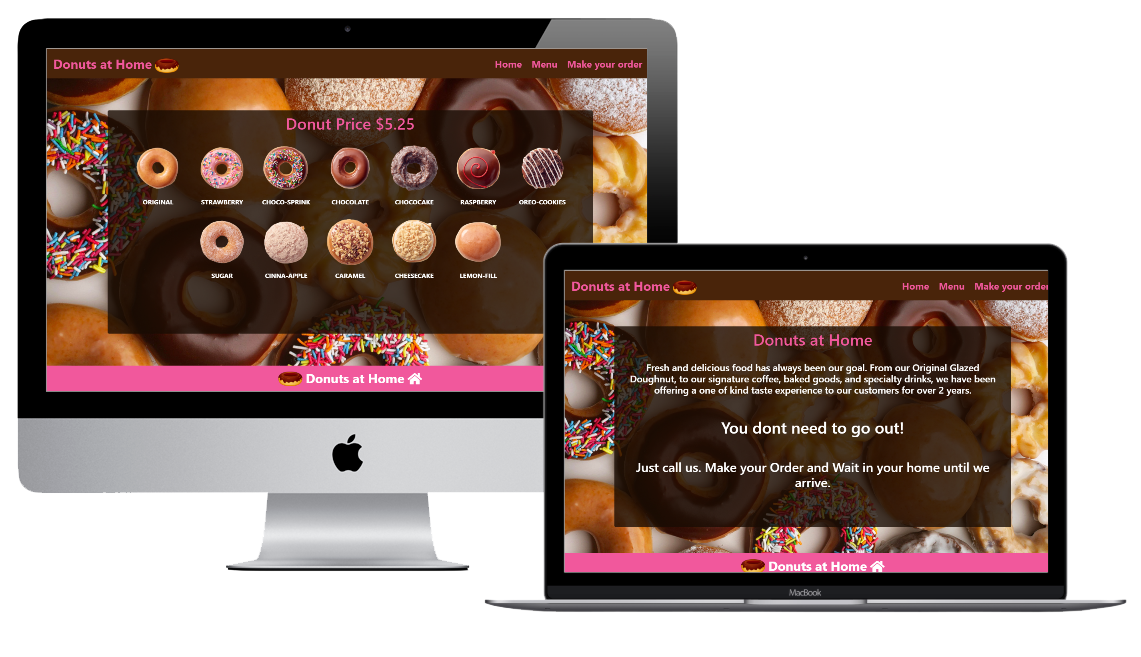 Donuts at Home
Home Menu Make your order
Donut Price $5.25
ORIGINAL STRAWBERRY CHOCO-SPRINK CHOCOLATE CHOCOCAKE RASPBERRY OREO-COOKIES
SUGAR CINNA-APPLE CARAMEL CHEESECAKE LEMON-FILL
Donuts at Home
Donuts at Home
Home Menu Make your order
Donuts at Home
Fresh and delicious food has always been our goal. From our Original Glazed
Doughnut, to our signature coffee, baked goods, and specialty drinks, we have been
offering a one of kind taste experience to our customers for over 2 years.
You dont need to go out!
Just call us. Make your Order and Wait in your home until we
arrive.
Donuts at Home
MacBook